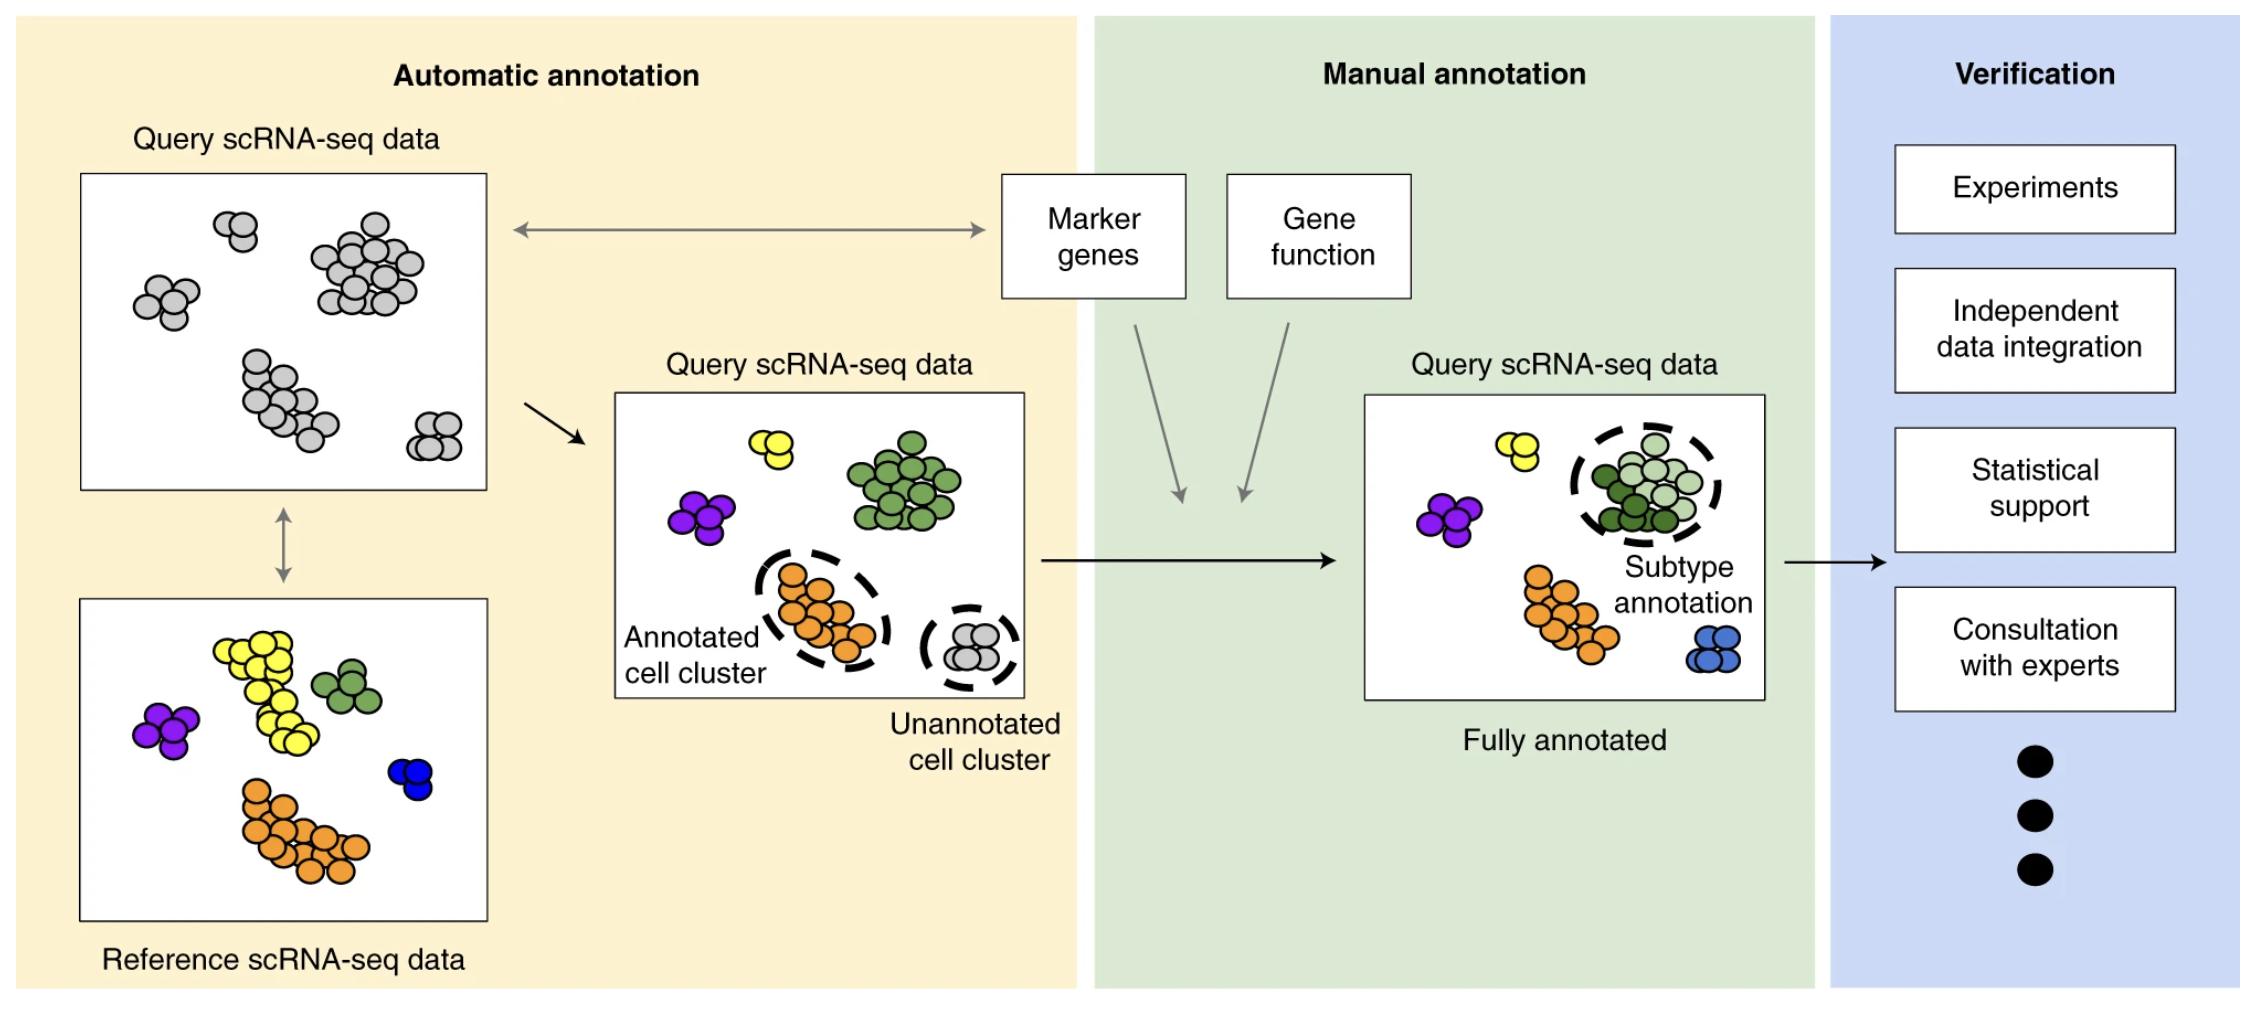 Automatic annotation
Query scRNA-seq data
Marker
genes
Query scRNA-seq data
Annotated
cell cluster
Unannotated
cell cluster
Reference scRNA-seq data
Manual annotation
Gene
function
Query scRNA-seq data
Subtype
annotation
Fully annotated
Verification
Experiments
Independent
data integration
Statistical
support
Consultation
with experts